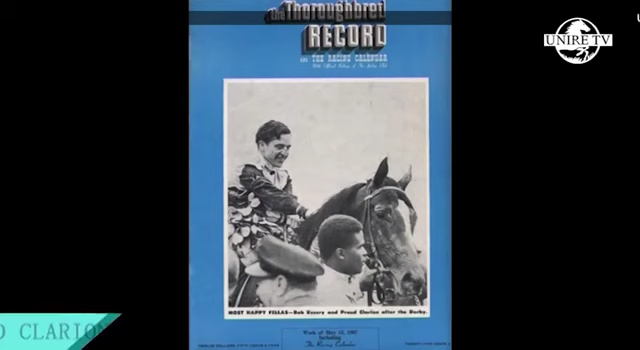 The Thoroughbred
RECORD
THE RACING CALENDAR
UNIRE TV
MOST HAPPY FELLAS—Bob Ussery and Proud Clarion after the Derby.
Week of May 13, 1967
Including
The Racing Calendar
D CLARION